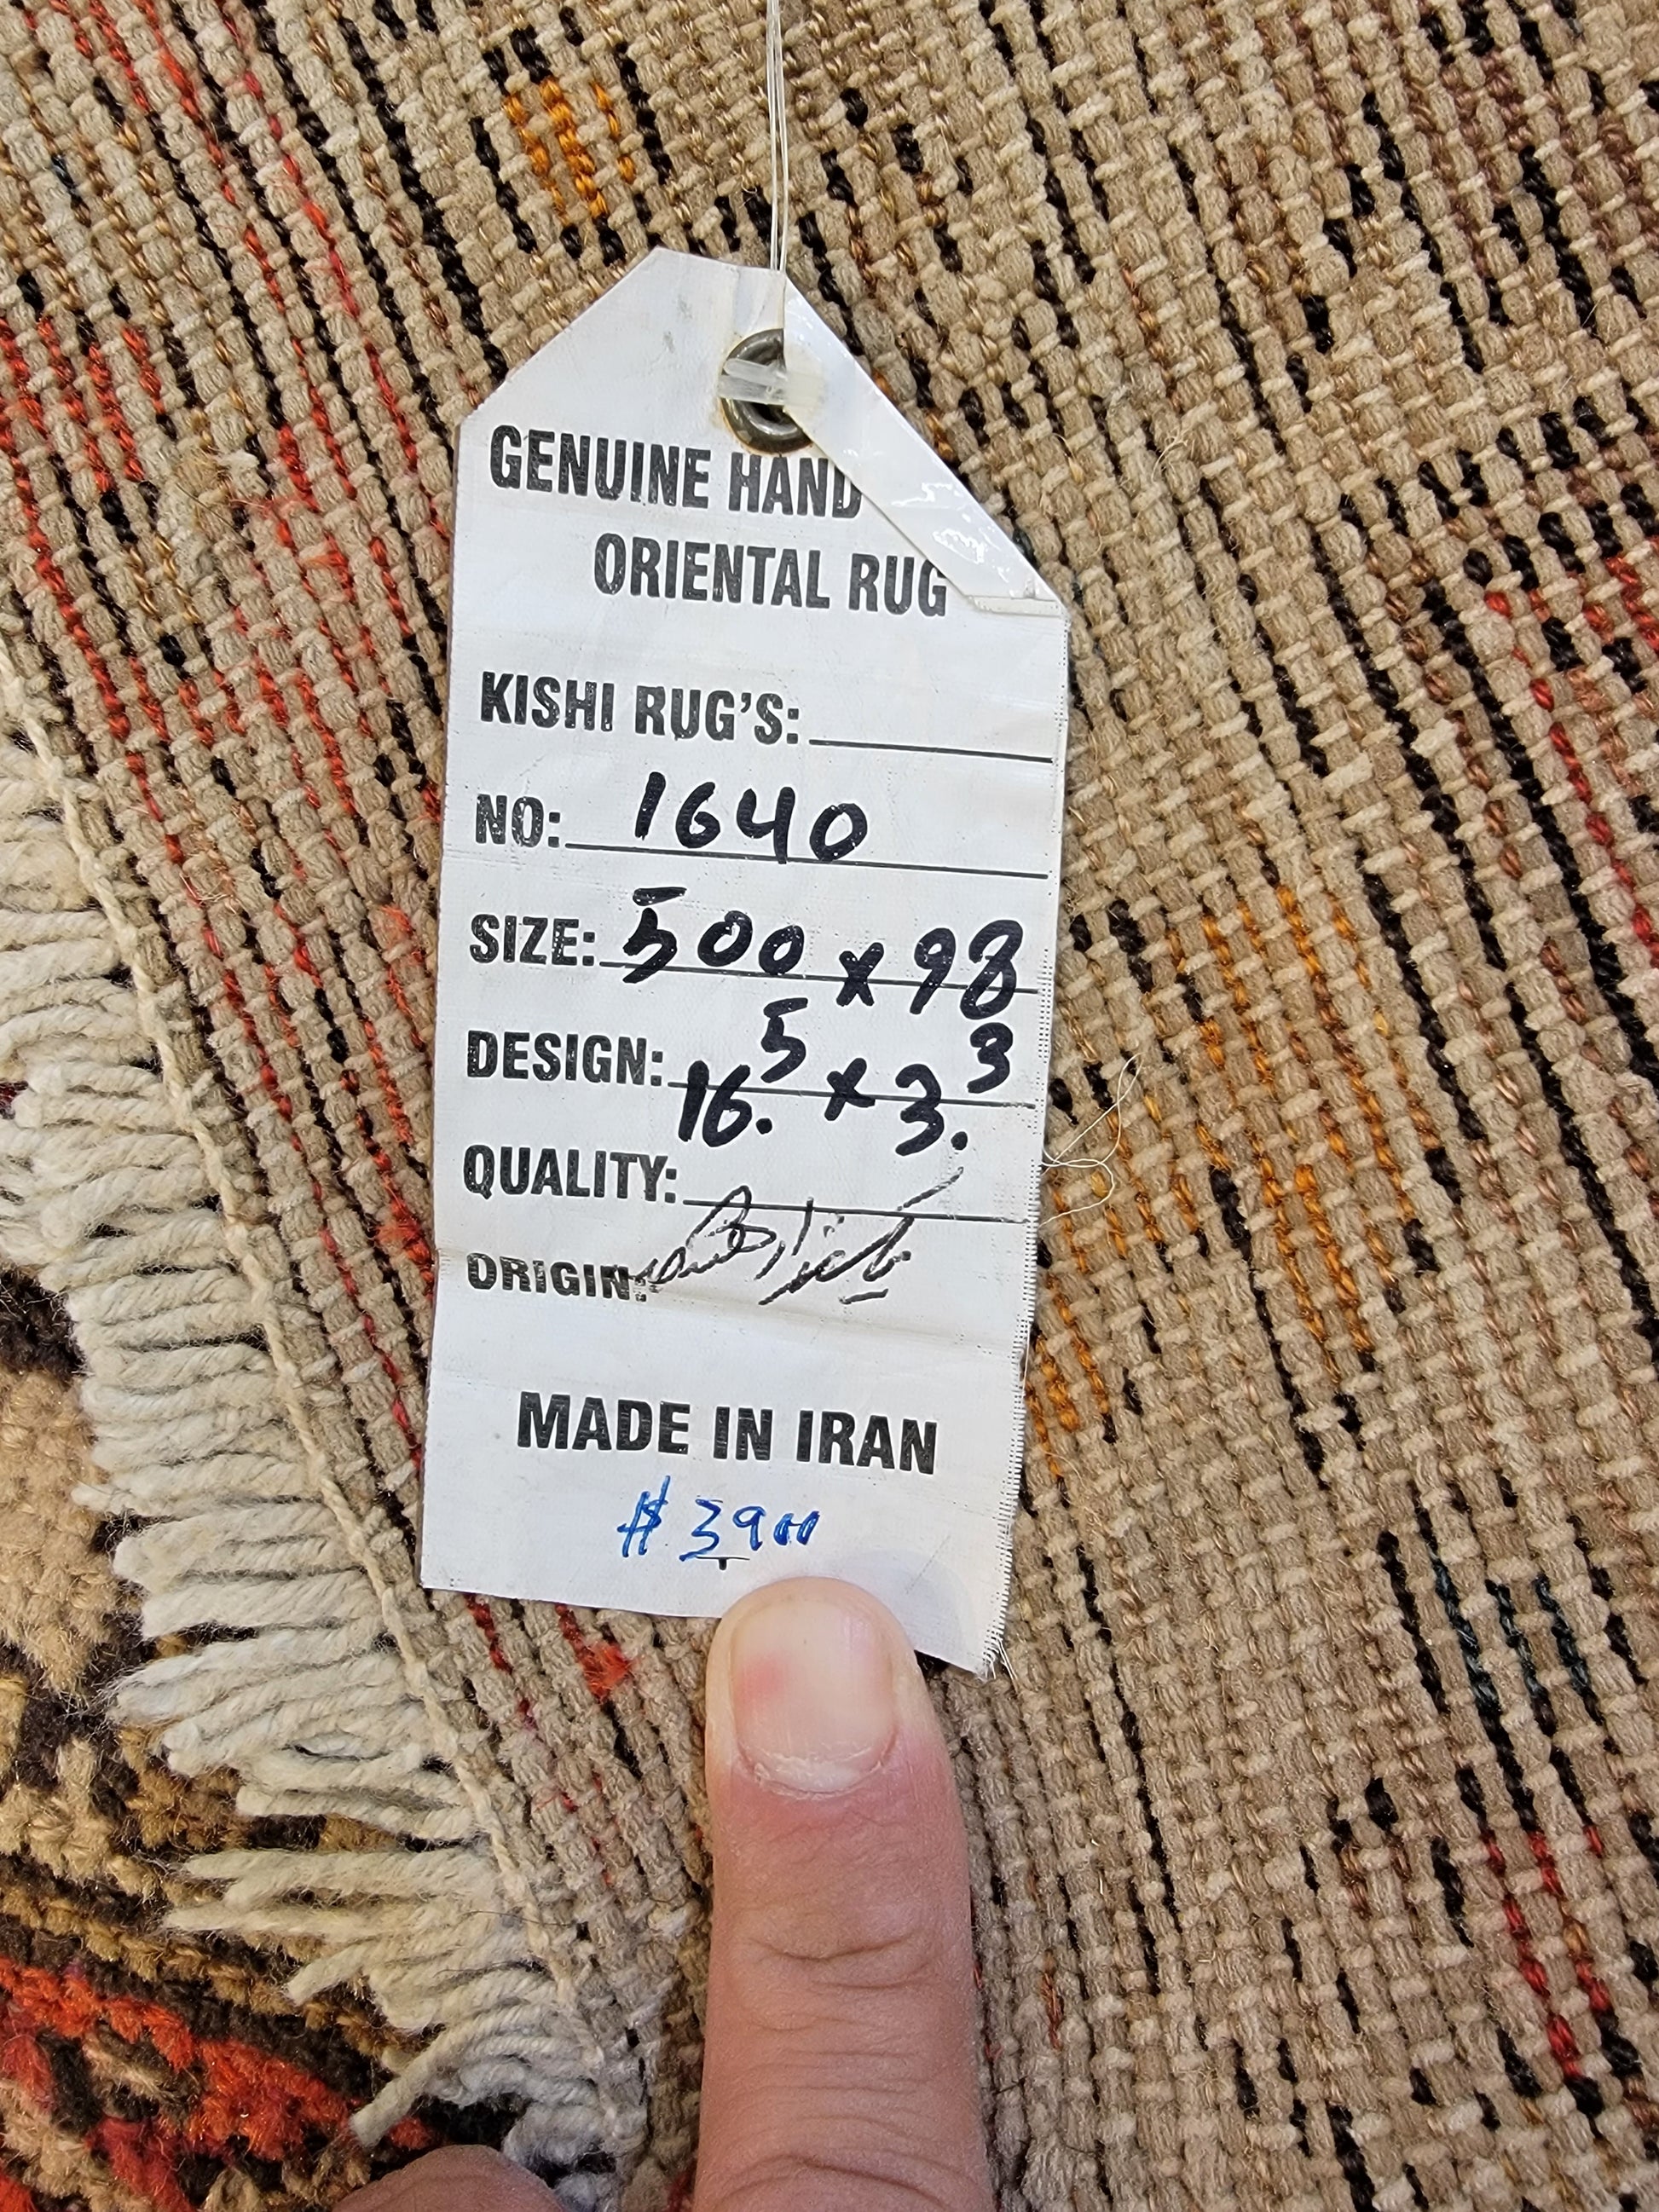 GENUINE HAND
ORIENTAL RUG
KISHI RUG'S:
NO: 1640
SIZE: 500 x 98
DESIGN: 16.5 x 3.3
QUALITY:
ORIGIN:
MADE IN IRAN
$ 3900